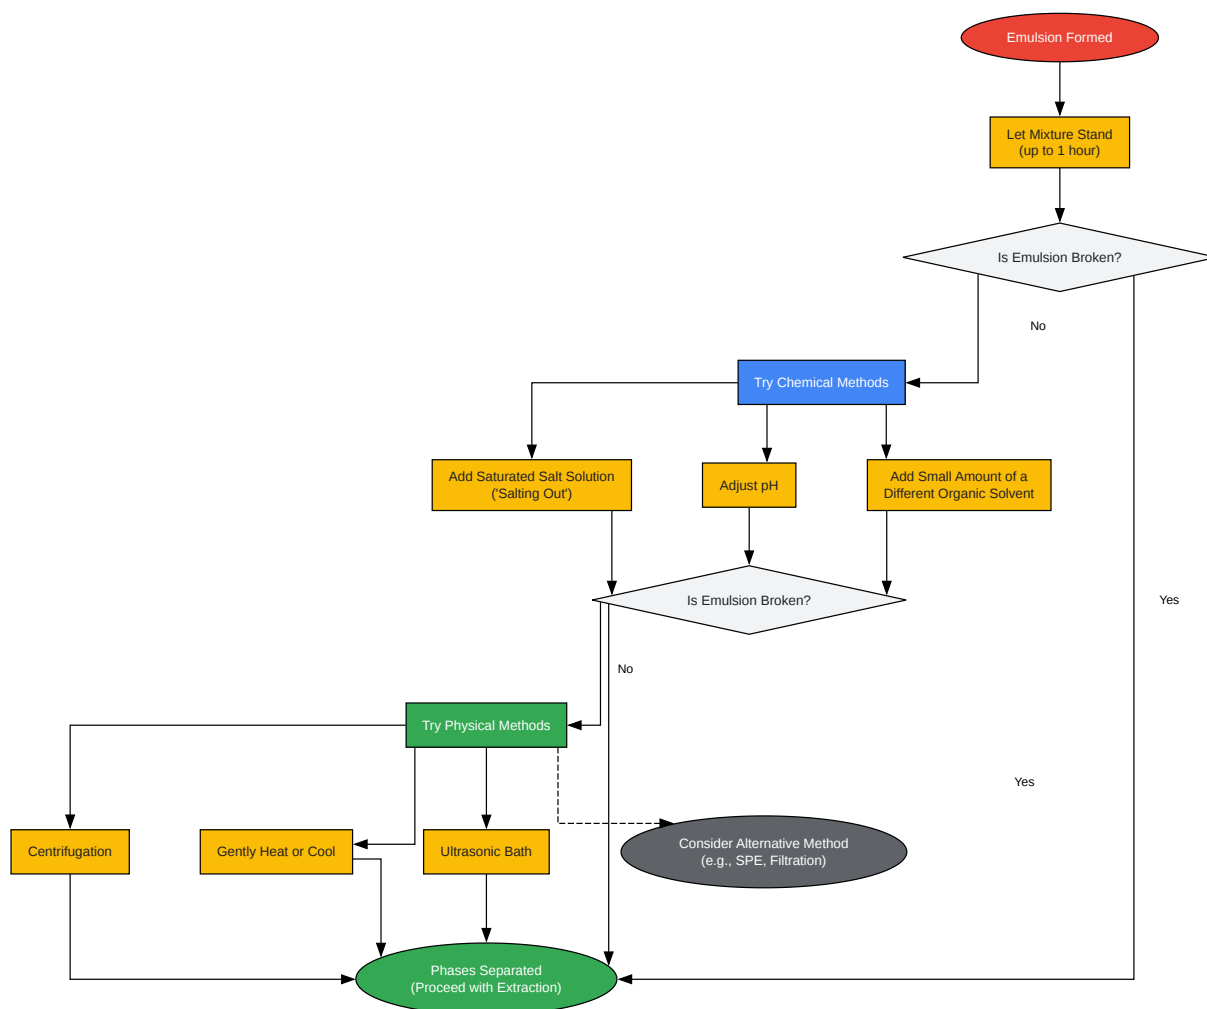 Emulsion Formed
Let Mixture Stand
(up to 1 hour)
Is Emulsion Broken?
No
Try Chemical Methods
Add Saturated Salt Solution
('Salting Out')
Adjust pH
Add Small Amount of a
Different Organic Solvent
Is Emulsion Broken?
Yes
No
Try Physical Methods
Yes
Centrifugation
Gently Heat or Cool
Ultrasonic Bath
Consider Alternative Method
(e.g., SPE, Filtration)
Phases Separated
(Proceed with Extraction)